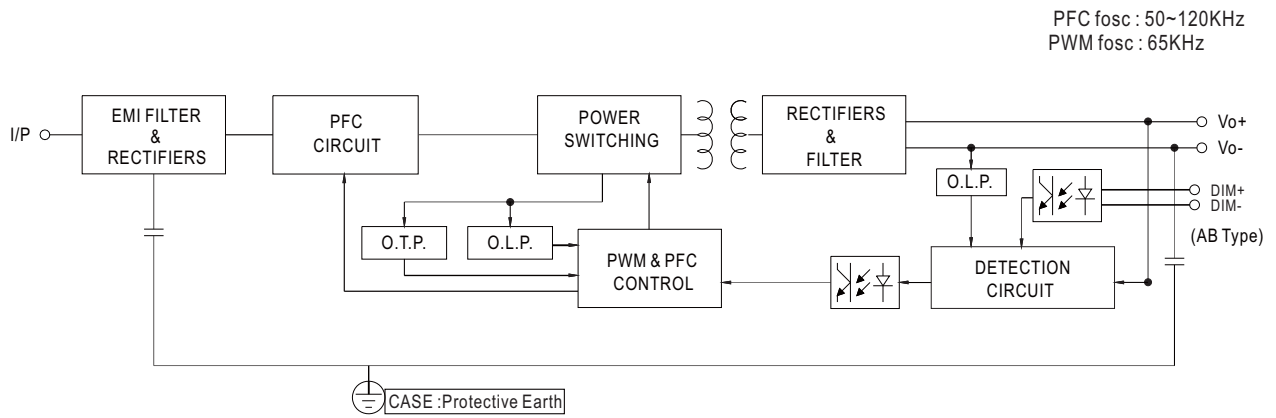 PFC fosc : 50~120KHz
PWM fosc : 65KHz
I/P
EMI FILTER
&
RECTIFIERS
PFC
CIRCUIT
POWER
SWITCHING
RECTIFIERS
&
FILTER
Vo+
Vo-
O.L.P.
DIM+
DIM-
(AB Type)
O.T.P.
O.L.P.
PWM & PFC
CONTROL
DETECTION
CIRCUIT
CASE :Protective Earth